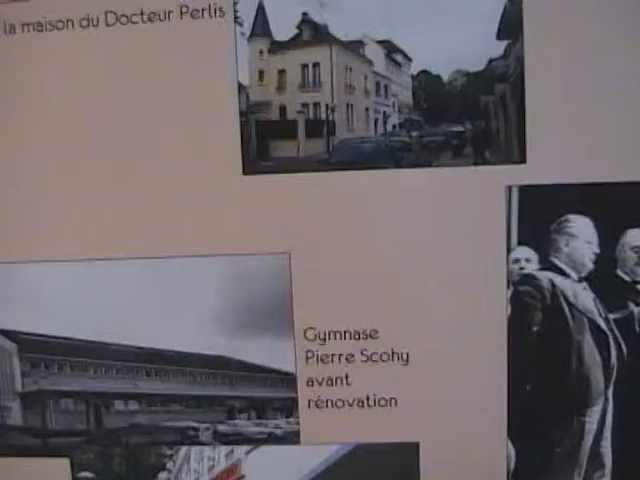 la maison du Docteur Perlis
Gymnase
Pierre Scohy
avant
rénovation